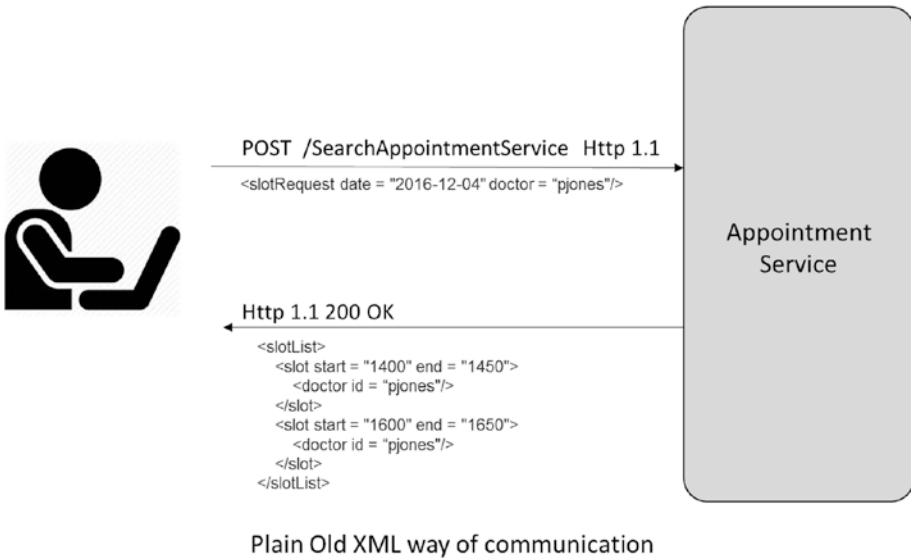 POST /SearchAppointmentService Http 1.1
<slotRequest date = "2016-12-04" doctor = “pjones”/>
Appointment
Service
Http 1.1 200 OK
<slotList>
<slot start = "1400" end = "1450">
<doctor id = “pjones”/>
</slot>
<slot start = "1600" end = "1650">
<doctor id = “pjones”/>
</slot>
</slotList>
Plain Old XML way of communication